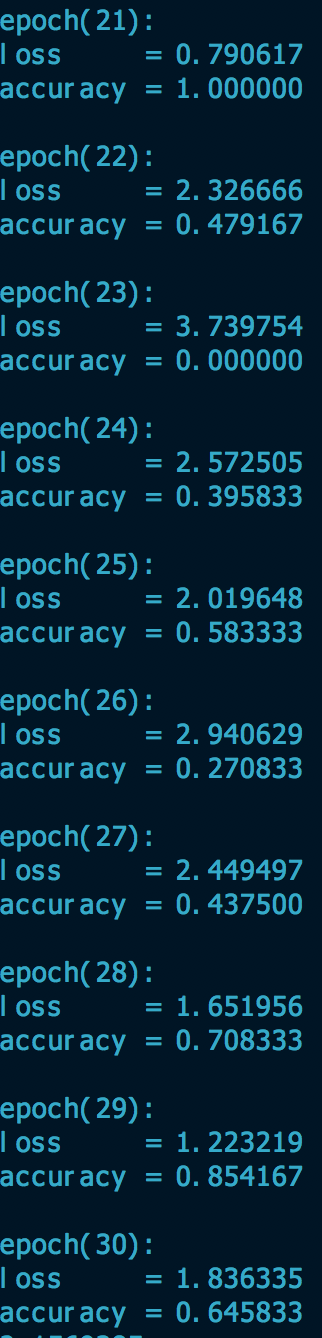 epoch(21):
loss = 0.790617
accuracy = 1.000000
epoch(22):
loss = 2.326666
accuracy = 0.479167
epoch(23):
loss = 3.739754
accuracy = 0.000000
epoch(24):
loss = 2.572505
accuracy = 0.395833
epoch(25):
loss = 2.019648
accuracy = 0.583333
epoch(26):
loss = 2.940629
accuracy = 0.270833
epoch(27):
loss = 2.449497
accuracy = 0.437500
epoch(28):
loss = 1.651956
accuracy = 0.708333
epoch(29):
loss = 1.223219
accuracy = 0.854167
epoch(30):
loss = 1.836335
accuracy = 0.645833